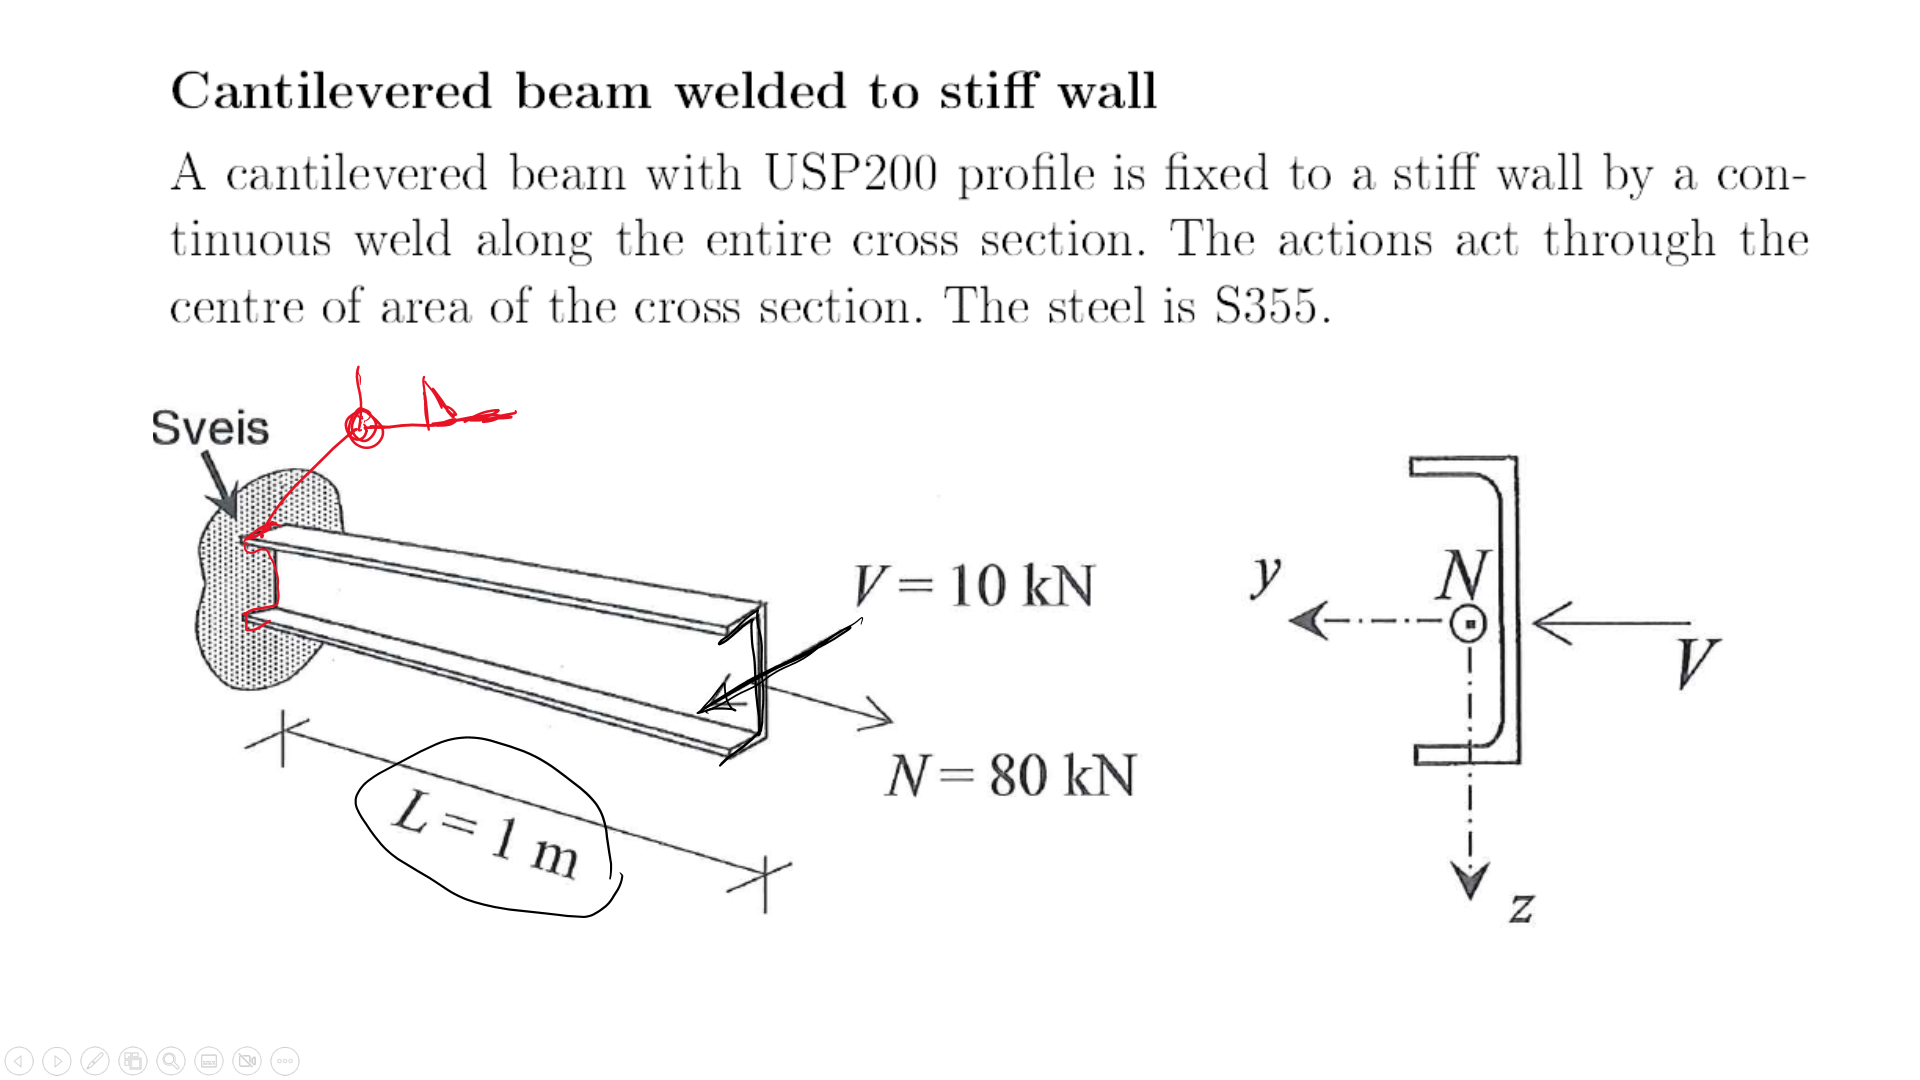 Cantilevered beam welded to stiff wall
A cantilevered beam with USP200 profile is fixed to a stiff wall by a con-
tinuous weld along the entire cross section. The actions act through the
centre of area of the cross section. The steel is S355.
Sveis
V = 10 kN
N = 80 kN
L = 1 m
y
N
V
z